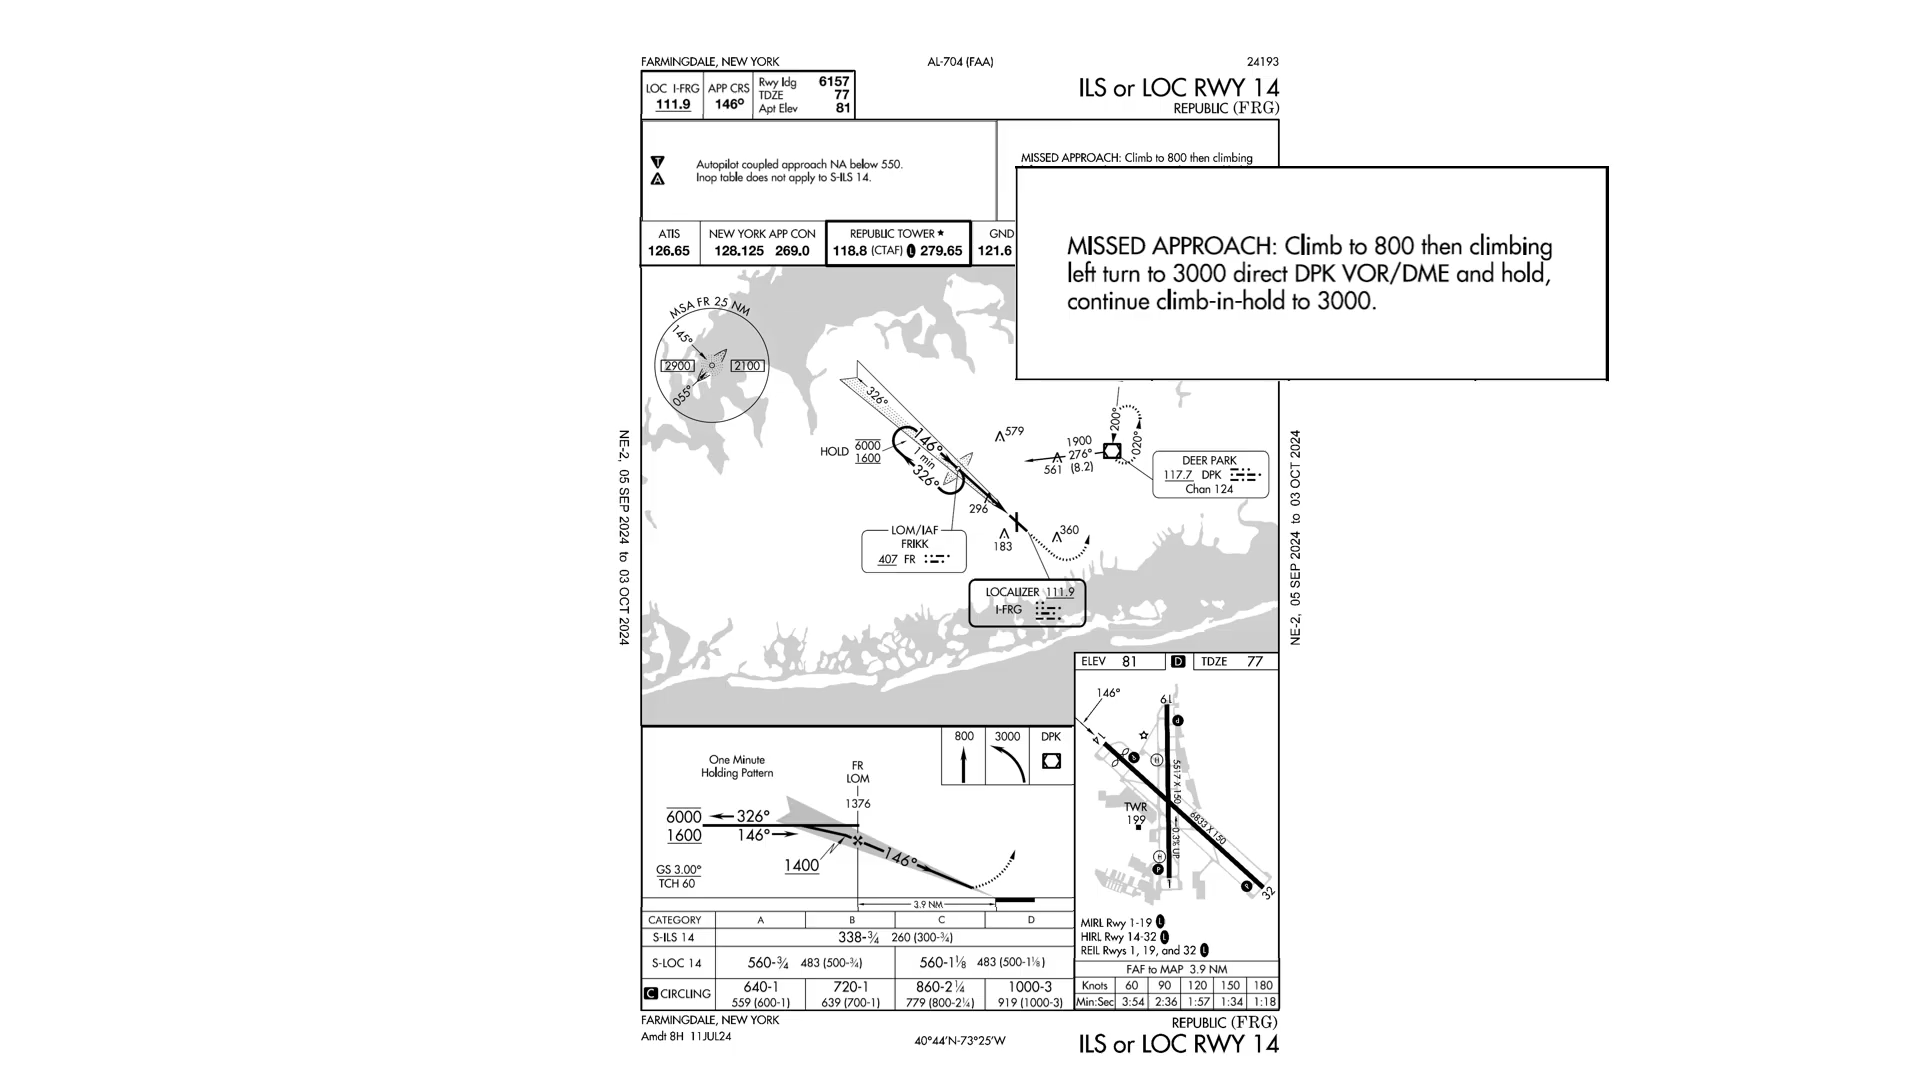 FARMINGDALE, NEW YORK
AL-704 (FAA)
24193
LOC I-FRG
111.9
APP CRS
146°
Rwy ldg 6157
TDZE 77
Apt Elev 81
ILS or LOC RWY 14
REPUBLIC (FRG)
T
A
Autopilot coupled approach NA below 550.
Inop table does not apply to S-ILS 14.
MISSED APPROACH: Climb to 800 then climbing
MISSED APPROACH: Climb to 800 then climbing
left turn to 3000 direct DPK VOR/DME and hold,
continue climb-in-hold to 3000.
ATIS
126.65
NEW YORK APP CON
128.125 269.0
REPUBLIC TOWER ★
118.8 (CTAF) L 279.65
GND
121.6
MSA FR 25 NM
145°
2900
2100
055°
326°
HOLD 6000
1600
146°
1 min
326°
579
200°
020°
1900
276°
561 (8.2)
DEER PARK
117.7 DPK
Chan 124
296
183
360
LOM/IAF
FRIKK
407 FR
LOCALIZER 111.9
I-FRG
NE-2, 05 SEP 2024 to 03 OCT 2024
NE-2, 05 SEP 2024 to 03 OCT 2024
ELEV 81
D
TDZE 77
146°
19
14
P
A
H
5517 X 150
TWR
199
6833 X 150
0.3% UP
H
P
1
S
32
MIRL Rwy 1-19 L
HIRL Rwy 14-32 L
REIL Rwys 1, 19, and 32 L
FAF to MAP 3.9 NM
Knots 60 90 120 150 180
Min:Sec 3:54 2:36 1:57 1:34 1:18
One Minute
Holding Pattern
FR
LOM
1376
800
3000
DPK
6000
326°
1600
146°
1400
146°
GS 3.00°
TCH 60
3.9 NM
CATEGORY A B C D
S-ILS 14 338-¾ 260 (300-¾)
S-LOC 14 560-¾ 483 (500-¾) 560-1⅛ 483 (500-1⅛)
C CIRCLING 640-1 720-1 860-2¼ 1000-3
559 (600-1) 639 (700-1) 779 (800-2¼) 919 (1000-3)
FARMINGDALE, NEW YORK
Amdt 8H 11JUL24
40°44'N-73°25'W
REPUBLIC (FRG)
ILS or LOC RWY 14